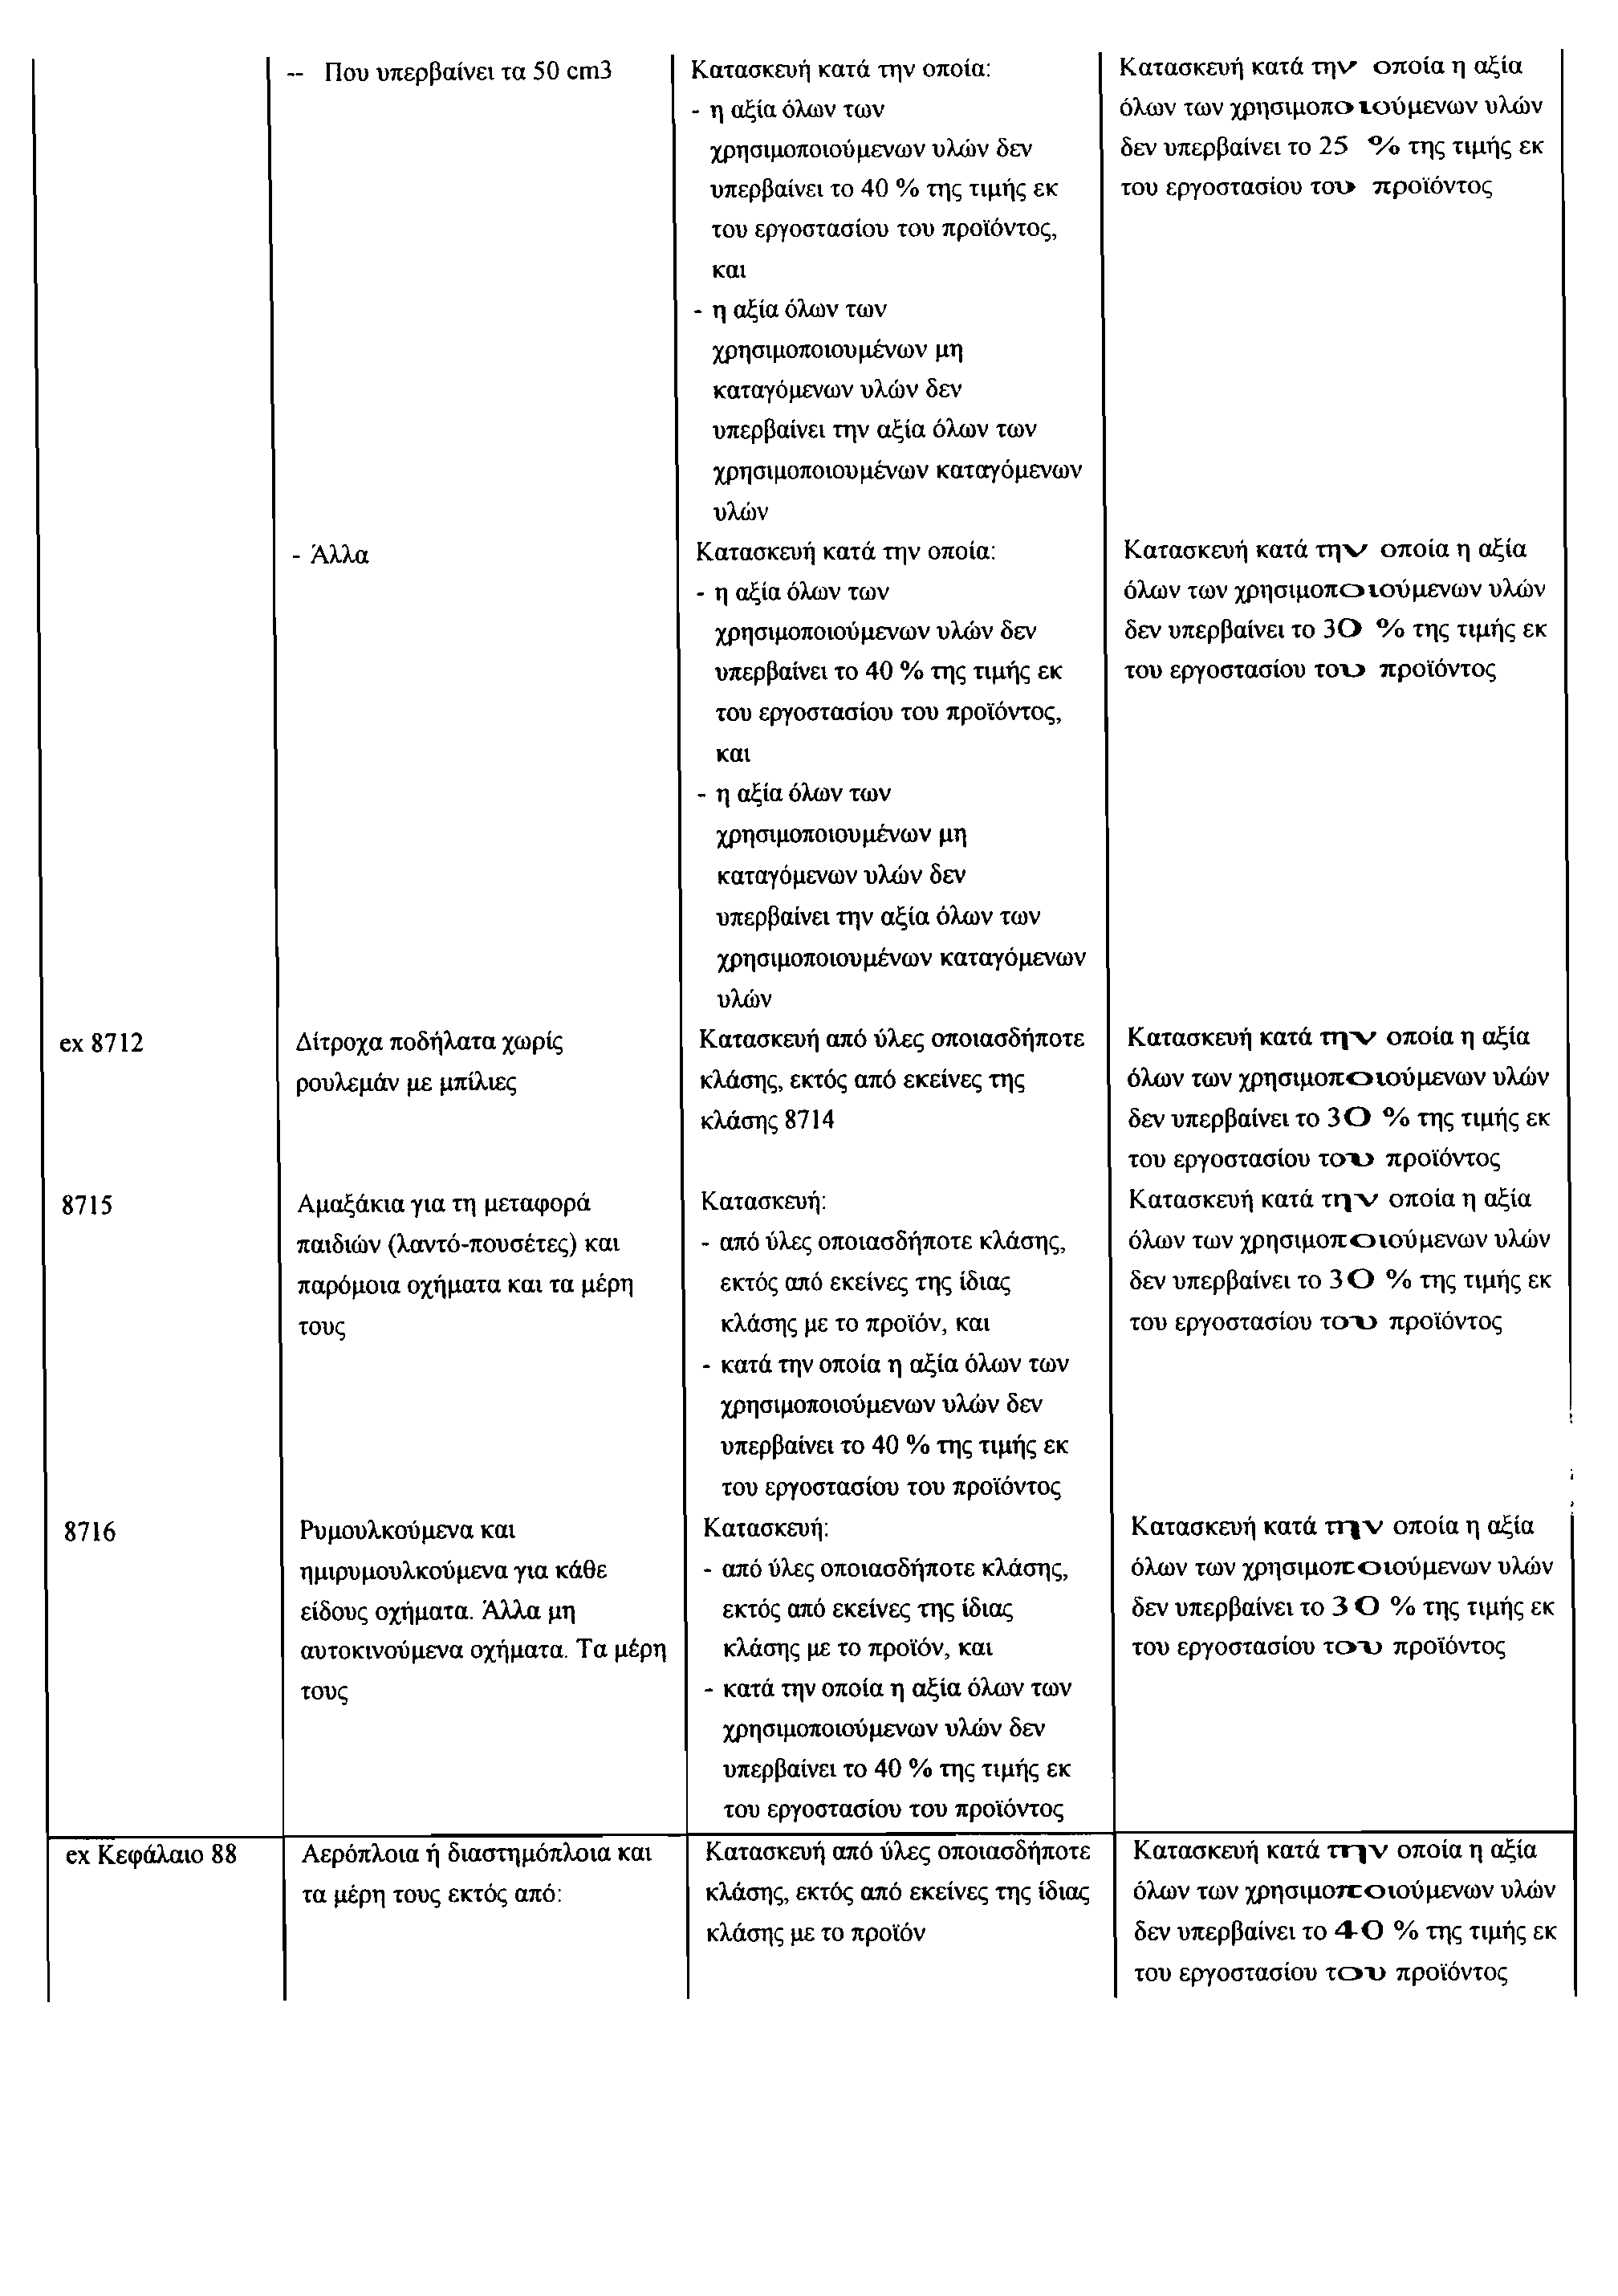 -- Που υπερβαίνει τα 50 cm3
Κατασκευή κατά την οποία:
- η αξία όλων των
χρησιμοποιούμενων υλών δεν
υπερβαίνει το 40 % της τιμής εκ
του εργοστασίου του προϊόντος,
και
- η αξία όλων των
χρησιμοποιουμένων μη
καταγόμενων υλών δεν
υπερβαίνει την αξία όλων των
χρησιμοποιουμένων καταγόμενων
υλών
Κατασκευή κατά την οποία η αξία
όλων των χρησιμοποιούμενων υλών
δεν υπερβαίνει το 25 % της τιμής εκ
του εργοστασίου του προϊόντος
- Άλλα
Κατασκευή κατά την οποία:
- η αξία όλων των
χρησιμοποιούμενων υλών δεν
υπερβαίνει το 40 % της τιμής εκ
του εργοστασίου του προϊόντος,
και
- η αξία όλων των
χρησιμοποιουμένων μη
καταγόμενων υλών δεν
υπερβαίνει την αξία όλων των
χρησιμοποιουμένων καταγόμενων
υλών
Κατασκευή κατά την οποία η αξία
όλων των χρησιμοποιούμενων υλών
δεν υπερβαίνει το 30 % της τιμής εκ
του εργοστασίου του προϊόντος
ex 8712
Δίτροχα ποδήλατα χωρίς
ρουλεμάν με μπίλιες
Κατασκευή από ύλες οποιασδήποτε
κλάσης, εκτός από εκείνες της
κλάσης 8714
Κατασκευή κατά την οποία η αξία
όλων των χρησιμοποιούμενων υλών
δεν υπερβαίνει το 30 % της τιμής εκ
του εργοστασίου του προϊόντος
8715
Αμαξάκια για τη μεταφορά
παιδιών (λαντό-πουσέτες) και
παρόμοια οχήματα και τα μέρη
τους
Κατασκευή:
- από ύλες οποιασδήποτε κλάσης,
εκτός από εκείνες της ίδιας
κλάσης με το προϊόν, και
- κατά την οποία η αξία όλων των
χρησιμοποιούμενων υλών δεν
υπερβαίνει το 40 % της τιμής εκ
του εργοστασίου του προϊόντος
Κατασκευή κατά την οποία η αξία
όλων των χρησιμοποιούμενων υλών
δεν υπερβαίνει το 30 % της τιμής εκ
του εργοστασίου του προϊόντος
8716
Ρυμουλκούμενα και
ημιρυμουλκούμενα για κάθε
είδους οχήματα. Άλλα μη
αυτοκινούμενα οχήματα. Τα μέρη
τους
Κατασκευή:
- από ύλες οποιασδήποτε κλάσης,
εκτός από εκείνες της ίδιας
κλάσης με το προϊόν, και
- κατά την οποία η αξία όλων των
χρησιμοποιούμενων υλών δεν
υπερβαίνει το 40 % της τιμής εκ
του εργοστασίου του προϊόντος
Κατασκευή κατά την οποία η αξία
όλων των χρησιμοποιούμενων υλών
δεν υπερβαίνει το 30 % της τιμής εκ
του εργοστασίου του προϊόντος
ex Κεφάλαιο 88
Αερόπλοια ή διαστημόπλοια και
τα μέρη τους εκτός από:
Κατασκευή από ύλες οποιασδήποτε
κλάσης, εκτός από εκείνες της ίδιας
κλάσης με το προϊόν
Κατασκευή κατά την οποία η αξία
όλων των χρησιμοποιούμενων υλών
δεν υπερβαίνει το 40 % της τιμής εκ
του εργοστασίου του προϊόντος